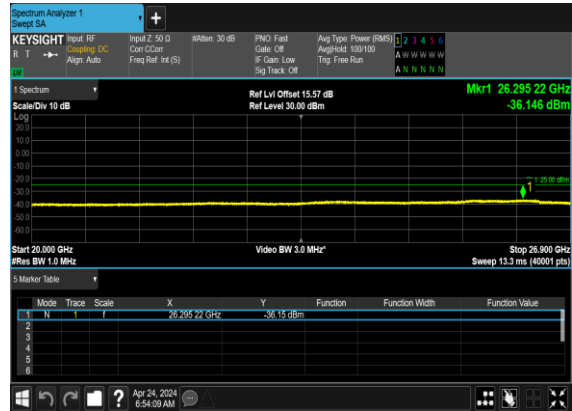 Spectrum Analyzer 1
Swept SA
KEYSIGHT Input: RF Input Z: 50 Ω #Atten: 30 dB PNO: Fast Avg Type: Power (RMS) 1 2 3 4 5 6
R T Coupling: DC Corr CCorr Gate: Off Avg|Hold: 100/100 A W W W W W
Align: Auto Freq Ref: Int (S) IF Gain: Low Trig: Free Run
LW Sig Track: Off A N N N N N
1 Spectrum Ref Lvl Offset 15.57 dB Mkr1 26.295 22 GHz
Scale/Div 10 dB Ref Level 30.00 dBm -36.146 dBm
Log
20.0
10.0
0.00
-10.0
-20.0 -25.00 dBm
-30.0 1
-40.0
-50.0
-60.0
Start 20.000 GHz Video BW 3.0 MHz* Stop 26.900 GHz
#Res BW 1.0 MHz Sweep 13.3 ms (40001 pts)
5 Marker Table
Mode Trace Scale X Y Function Function Width Function Value
1 N 1 f 26.295 22 GHz -36.15 dBm
2
3
4
5
6
? Apr 24, 2024
6:54:09 AM